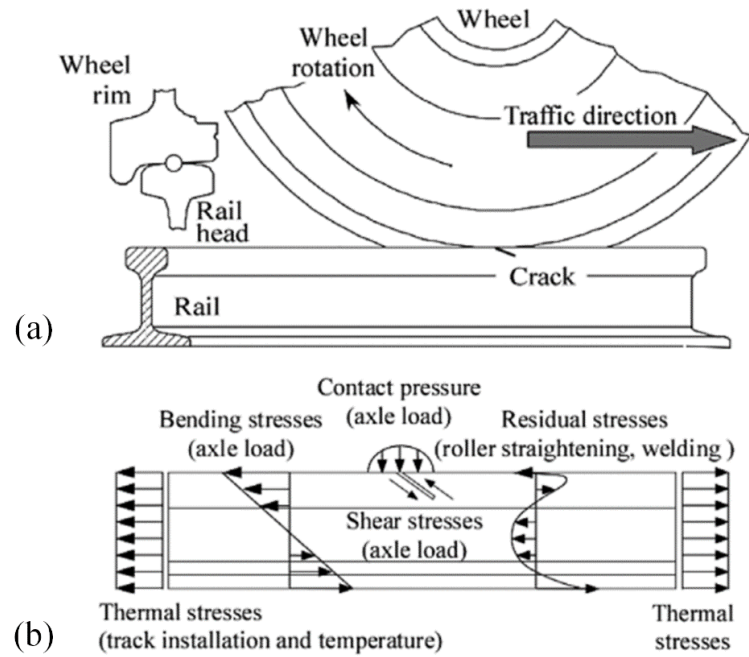 Wheel
Wheel
rotation
Wheel
rim
Traffic direction
Rail
head
Crack
Rail
(a)
Contact pressure
(axle load)
Bending stresses
(axle load)
Residual stresses
(roller straightening, welding )
Shear stresses
(axle load)
Thermal stresses
(track installation and temperature)
Thermal
stresses
(b)